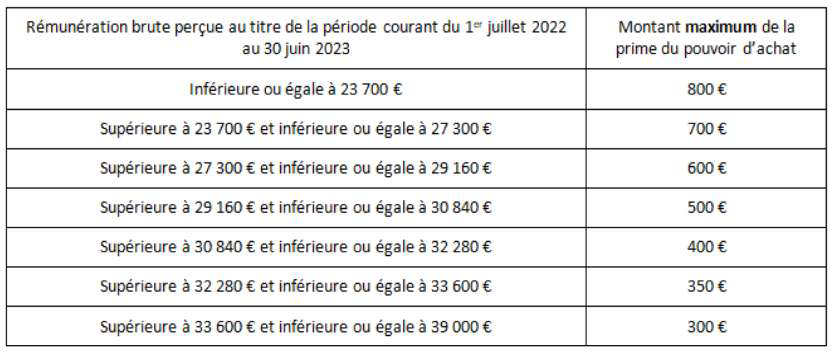 Rémunération brute perçue au titre de la période courant du 1er juillet 2022
au 30 juin 2023
Montant maximum de la
prime du pouvoir d'achat
Inférieure ou égale à 23 700 €
800 €
Supérieure à 23 700 € et inférieure ou égale à 27 300 €
700 €
Supérieure à 27 300 € et inférieure ou égale à 29 160 €
600 €
Supérieure à 29 160 € et inférieure ou égale à 30 840 €
500 €
Supérieure à 30 840 € et inférieure ou égale à 32 280 €
400 €
Supérieure à 32 280 € et inférieure ou égale à 33 600 €
350 €
Supérieure à 33 600 € et inférieure ou égale à 39 000 €
300 €